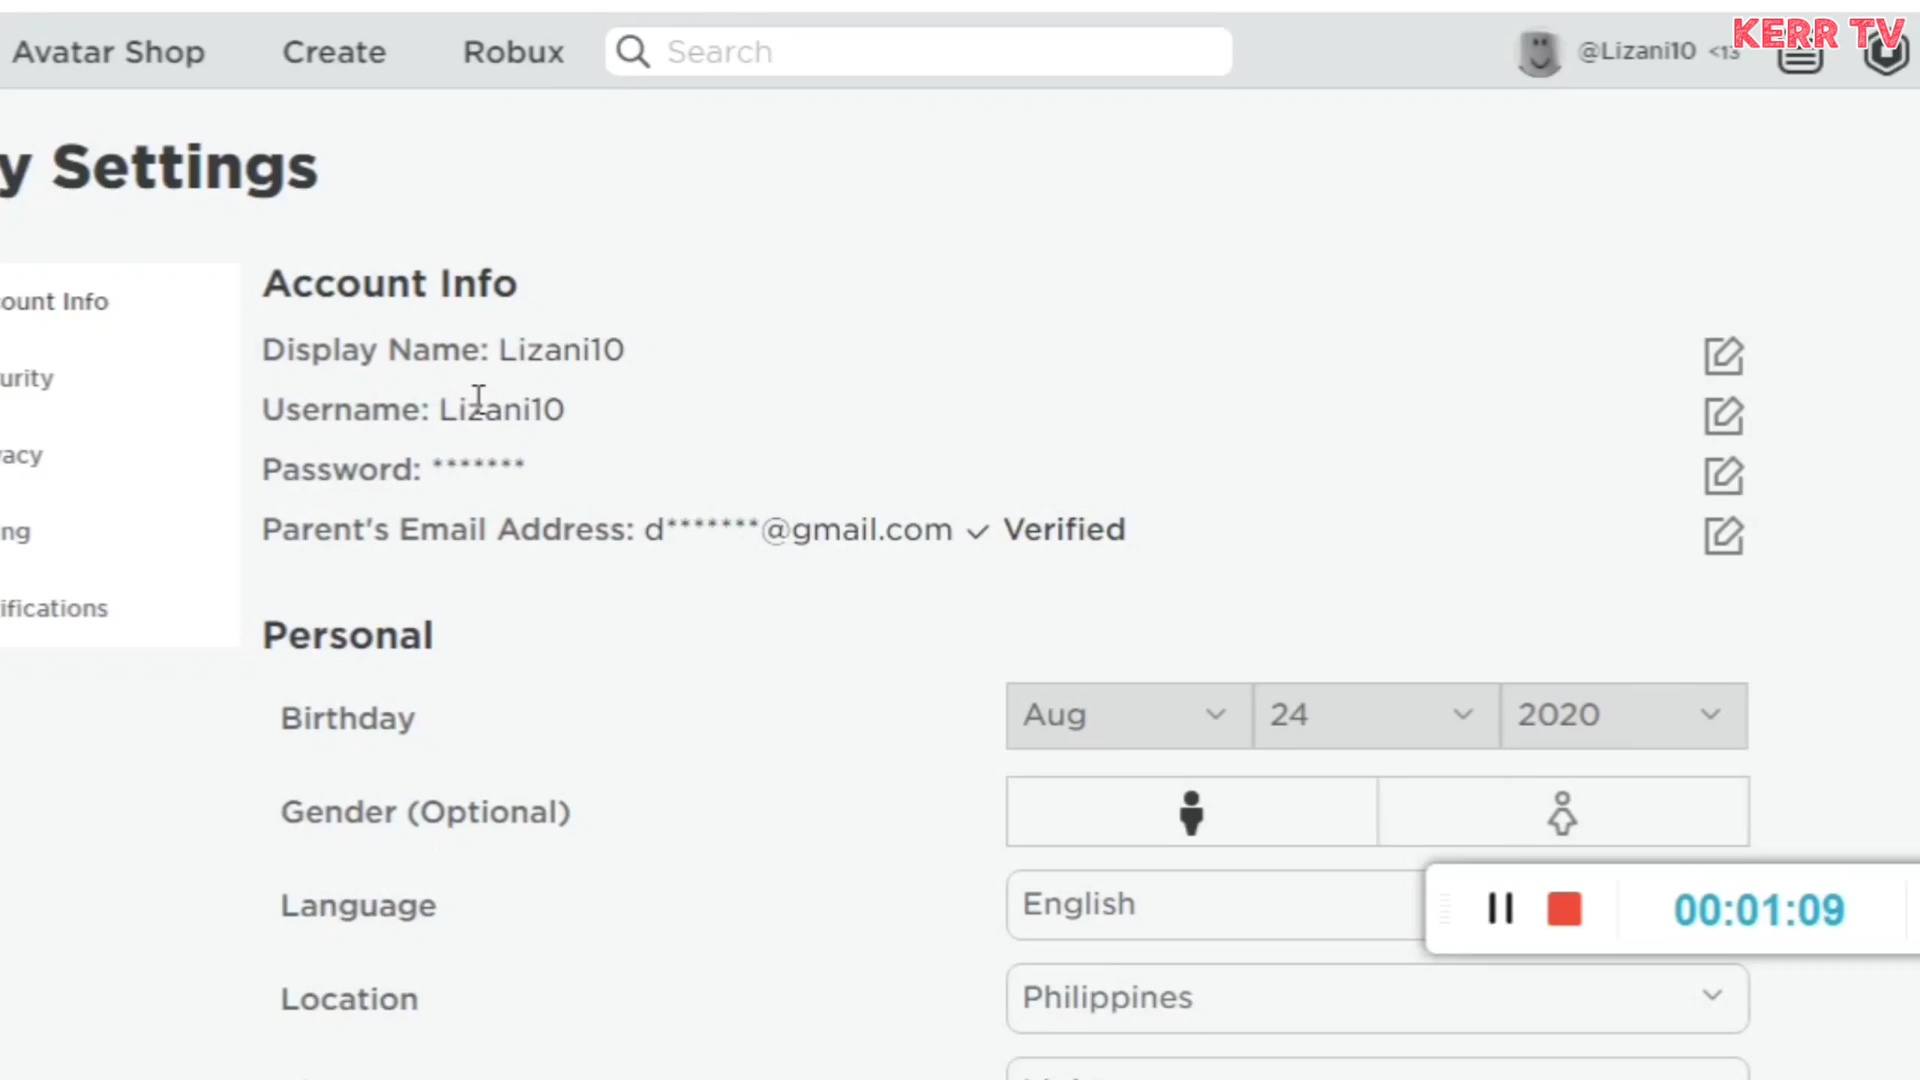 KERR TV
Avatar Shop Create Robux Search @Lizani10 <13
y Settings
ount Info
urity
acy
ng
ifications
Account Info
Display Name: Lizani10
Username: Lizani10
Password: *******
Parent's Email Address: d*******@gmail.com ✓ Verified
Personal
Birthday Aug 24 2020
Gender (Optional)
Language English
00:01:09
Location Philippines